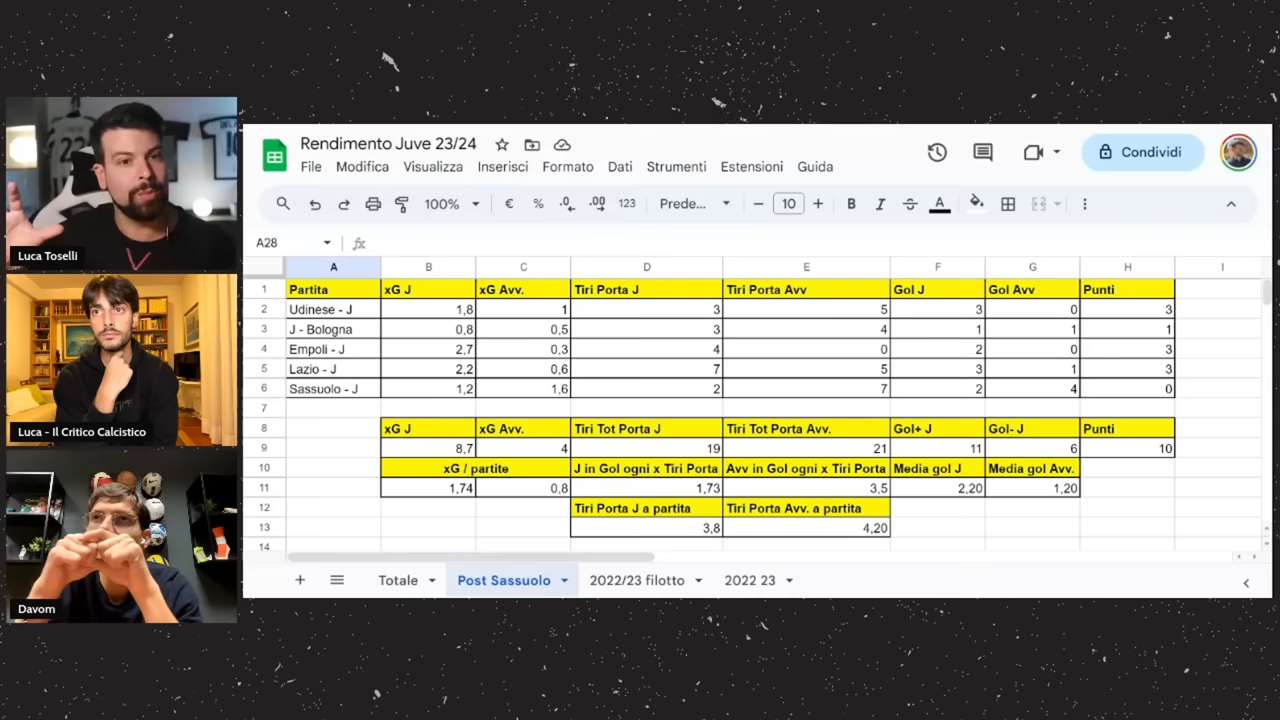 Luca Toselli
Luca - Il Critico Calcistico
Davom
Rendimento Juve 23/24
File Modifica Visualizza Inserisci Formato Dati Strumenti Estensioni Guida
Condividi
100% € % .0 .00 123 Prede... − 10 + B I S A
A28 fx
A B C D E F G H I
1 Partita xG J xG Avv. Tiri Porta J Tiri Porta Avv Gol J Gol Avv Punti
2 Udinese - J 1,8 1 3 5 3 0 3
3 J - Bologna 0,8 0,5 3 4 1 1 1
4 Empoli - J 2,7 0,3 4 0 2 0 3
5 Lazio - J 2,2 0,6 7 5 3 1 3
6 Sassuolo - J 1,2 1,6 2 7 2 4 0
7
8 xG J xG Avv. Tiri Tot Porta J Tiri Tot Porta Avv. Gol+ J Gol- J Punti
9 8,7 4 19 21 11 6 10
10 xG / partite J in Gol ogni x Tiri Porta Avv in Gol ogni x Tiri Porta Media gol J Media gol Avv.
11 1,74 0,8 1,73 3,5 2,20 1,20
12 Tiri Porta J a partita Tiri Porta Avv. a partita
13 3,8 4,20
14
+ Totale Post Sassuolo 2022/23 filotto 2022 23